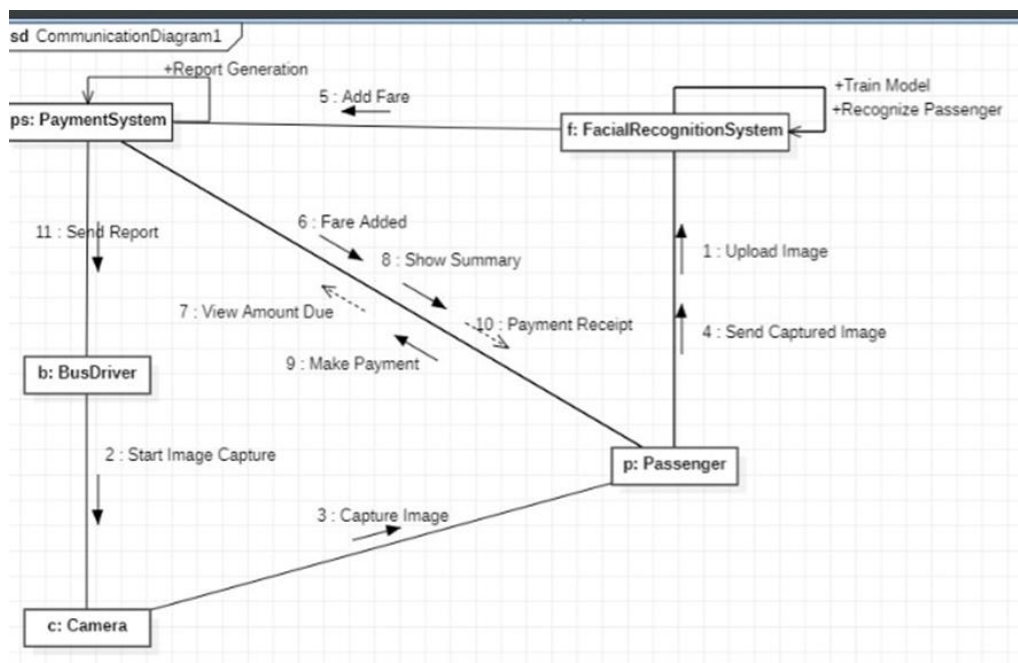 sd CommunicationDiagram1
+Report Generation
5 : Add Fare
+Train Model
+Recognize Passenger
ps: PaymentSystem
f: FacialRecognitionSystem
11 : Send Report
6 : Fare Added
8 : Show Summary
1 : Upload Image
7 : View Amount Due
10 : Payment Receipt
4 : Send Captured Image
9 : Make Payment
b: BusDriver
2 : Start Image Capture
p: Passenger
3 : Capture Image
c: Camera